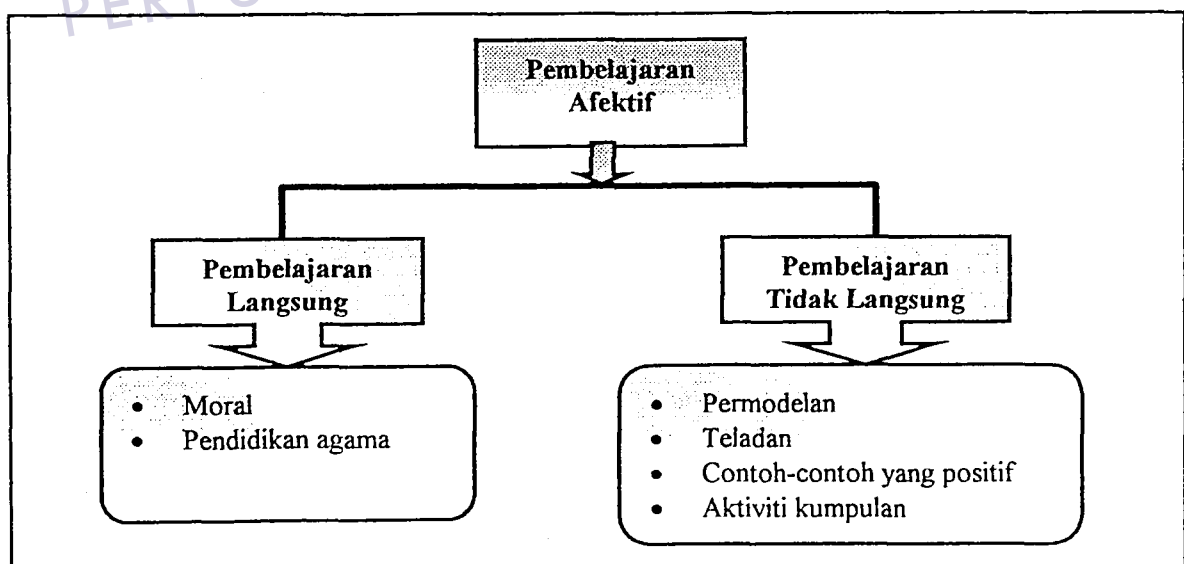 Pembelajaran
Afektif
Pembelajaran
Langsung
Pembelajaran
Tidak Langsung
• Moral
• Pendidikan agama
• Permodelan
• Teladan
• Contoh-contoh yang positif
• Aktiviti kumpulan